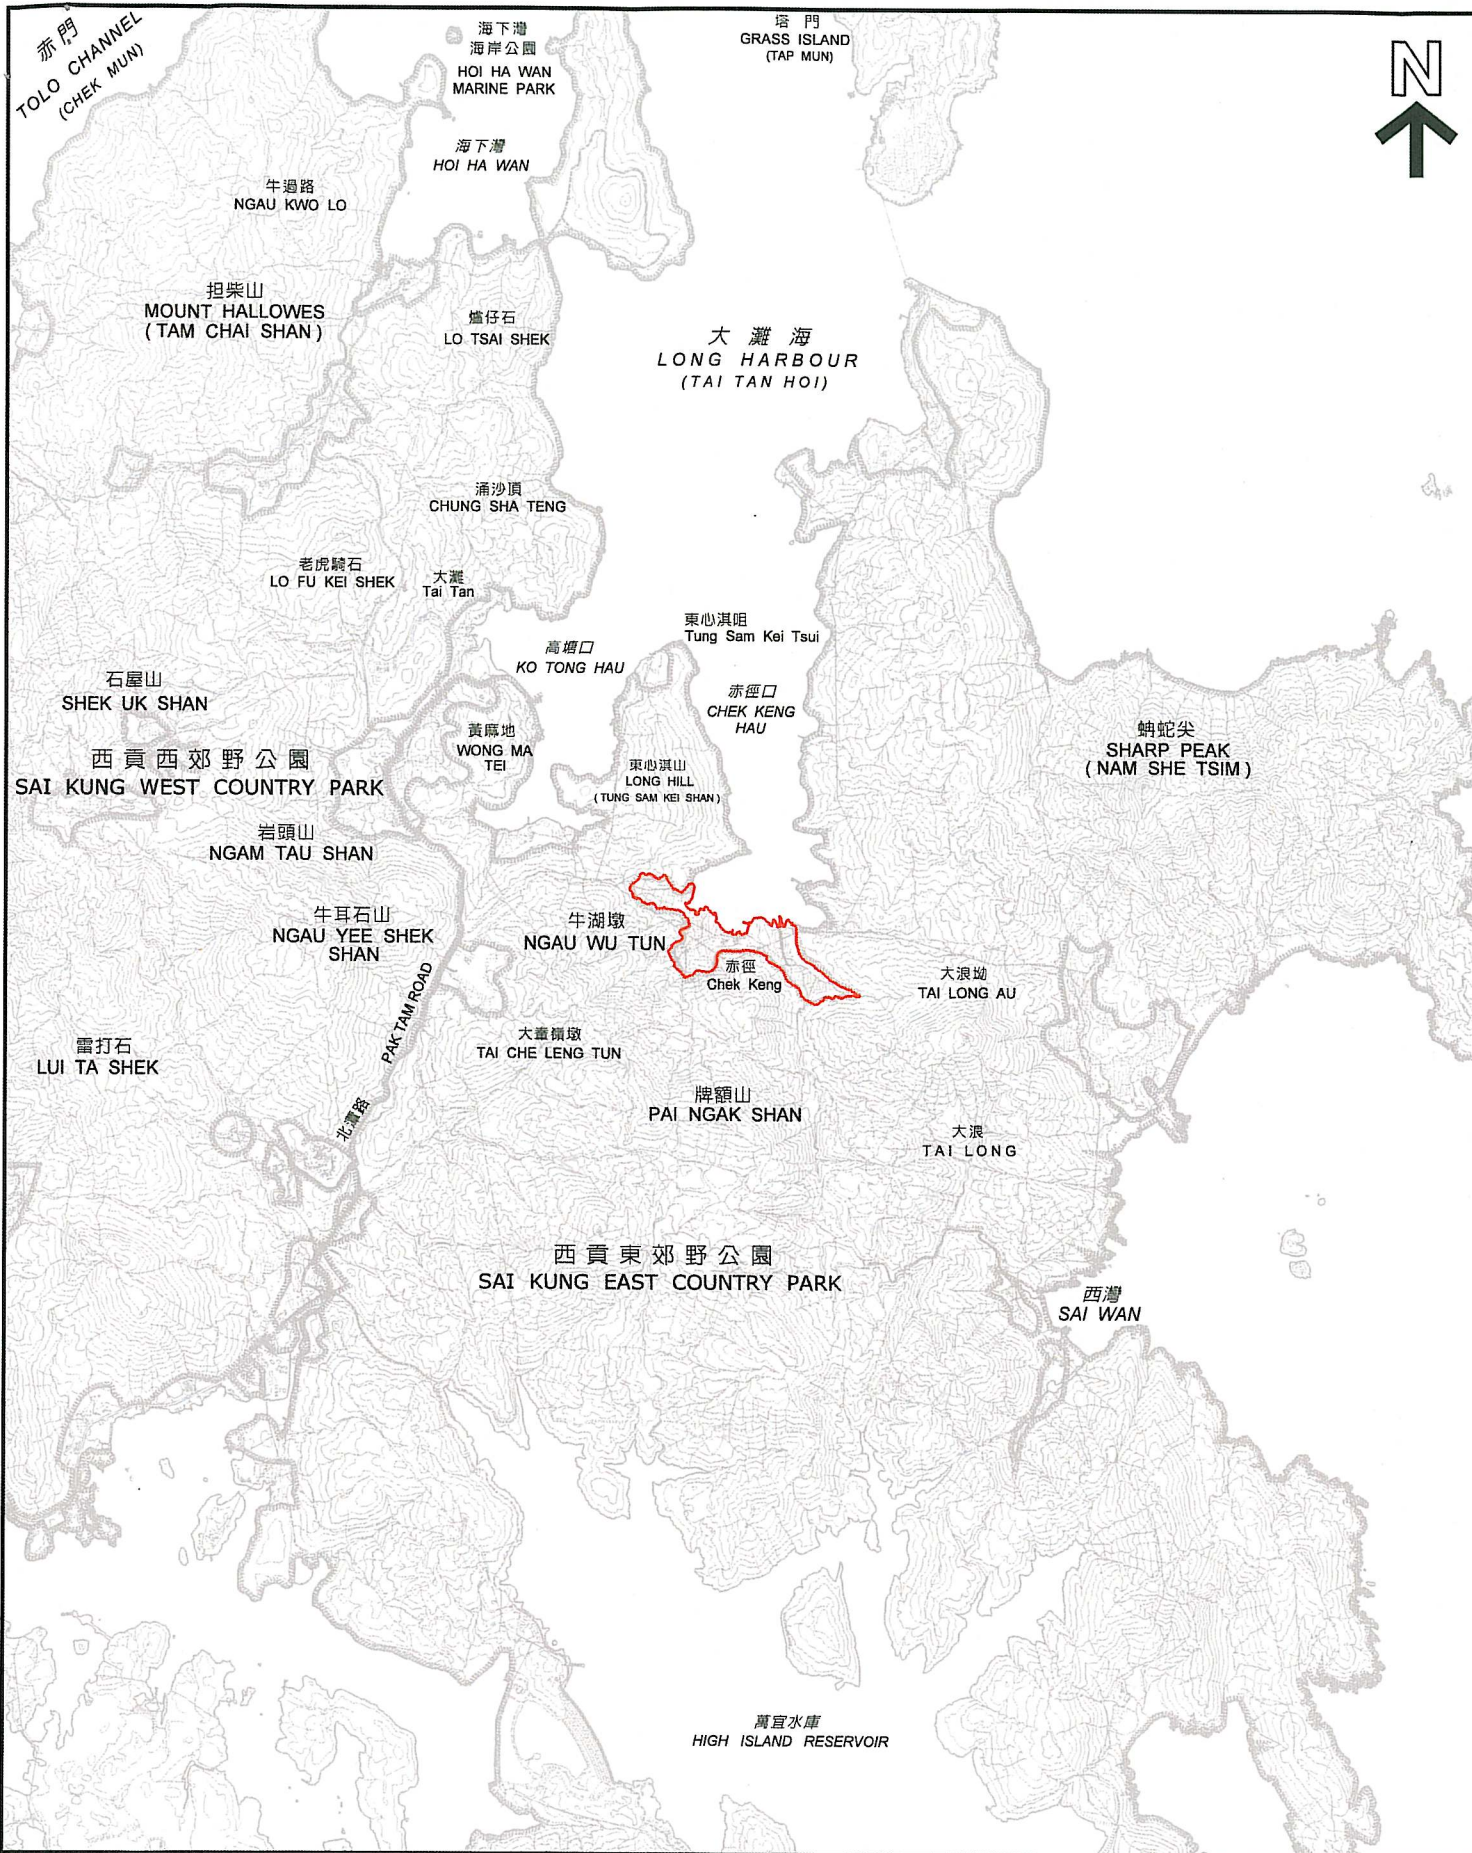 赤門
TOLO CHANNEL
(CHEK MUN)
海下灣
海岸公園
HOI HA WAN
MARINE PARK
塔 門
GRASS ISLAND
(TAP MUN)
N
海下灣
HOI HA WAN
牛過路
NGAU KWO LO
担柴山
MOUNT HALLOWES
( TAM CHAI SHAN )
爐仔石
LO TSAI SHEK
大 灘 海
LONG HARBOUR
(TAI TAN HOI)
涌沙頂
CHUNG SHA TENG
老虎騎石
LO FU KEI SHEK
大灘
Tai Tan
東心淇咀
Tung Sam Kei Tsui
高塘口
KO TONG HAU
石屋山
SHEK UK SHAN
赤徑口
CHEK KENG
HAU
黃麻地
WONG MA
TEI
蚺蛇尖
SHARP PEAK
( NAM SHE TSIM )
西貢西郊野公園
SAI KUNG WEST COUNTRY PARK
東心淇山
LONG HILL
( TUNG SAM KEI SHAN )
岩頭山
NGAM TAU SHAN
牛耳石山
NGAU YEE SHEK
SHAN
牛湖墩
NGAU WU TUN
赤徑
Chek Keng
大浪坳
TAI LONG AU
PAK TAM ROAD
北潭路
雷打石
LUI TA SHEK
大輋嶺墩
TAI CHE LENG TUN
牌額山
PAI NGAK SHAN
大浪
TAI LONG
西貢東郊野公園
SAI KUNG EAST COUNTRY PARK
西灣
SAI WAN
萬宜水庫
HIGH ISLAND RESERVOIR